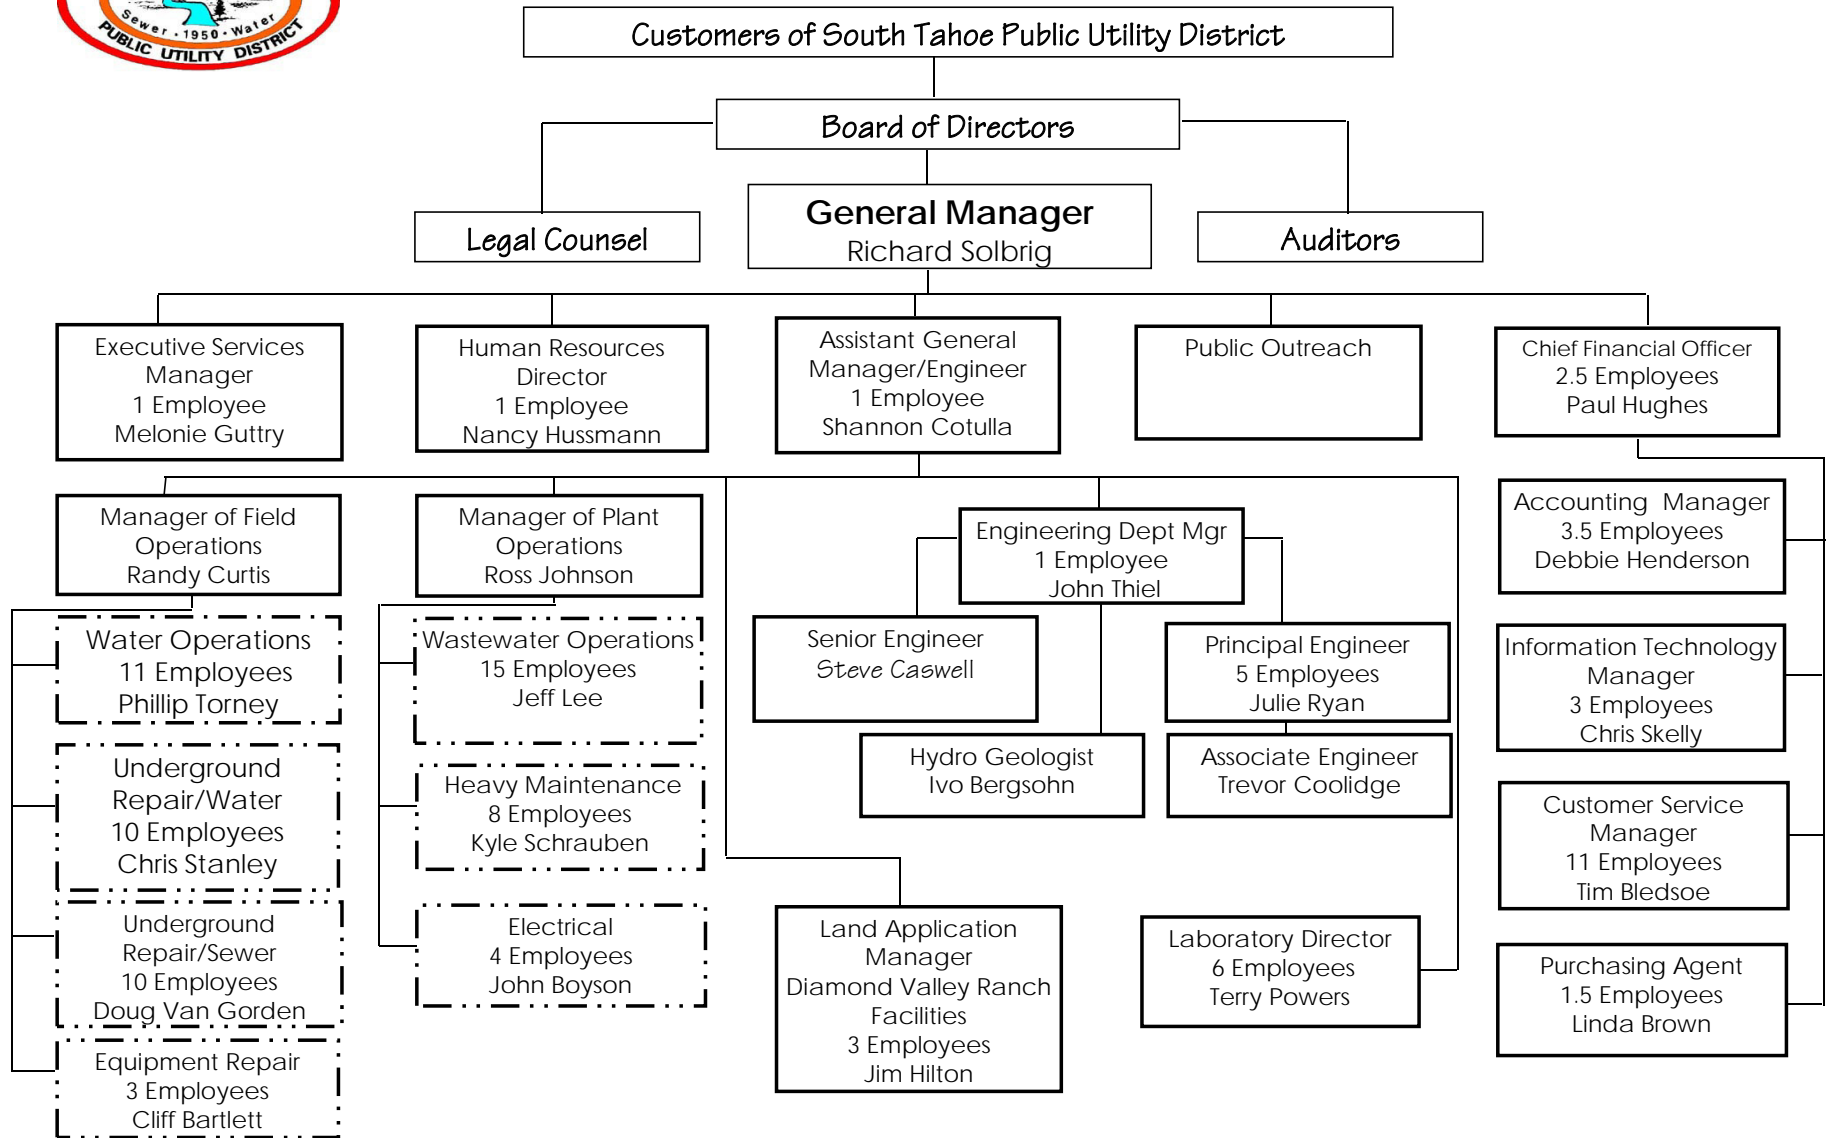 Sewer · 1950 · Water
PUBLIC UTILITY DISTRICT
Customers of South Tahoe Public Utility District
Board of Directors
Legal Counsel
General Manager
Richard Solbrig
Auditors
Executive Services
Manager
1 Employee
Melonie Guttry
Human Resources
Director
1 Employee
Nancy Hussmann
Assistant General
Manager/Engineer
1 Employee
Shannon Cotulla
Public Outreach
Chief Financial Officer
2.5 Employees
Paul Hughes
Manager of Field
Operations
Randy Curtis
Water Operations
11 Employees
Phillip Torney
Underground
Repair/Water
10 Employees
Chris Stanley
Underground
Repair/Sewer
10 Employees
Doug Van Gorden
Equipment Repair
3 Employees
Cliff Bartlett
Manager of Plant
Operations
Ross Johnson
Wastewater Operations
15 Employees
Jeff Lee
Heavy Maintenance
8 Employees
Kyle Schrauben
Electrical
4 Employees
John Boyson
Engineering Dept Mgr
1 Employee
John Thiel
Senior Engineer
Steve Caswell
Hydro Geologist
Ivo Bergsohn
Principal Engineer
5 Employees
Julie Ryan
Associate Engineer
Trevor Coolidge
Land Application
Manager
Diamond Valley Ranch
Facilities
3 Employees
Jim Hilton
Laboratory Director
6 Employees
Terry Powers
Accounting Manager
3.5 Employees
Debbie Henderson
Information Technology
Manager
3 Employees
Chris Skelly
Customer Service
Manager
11 Employees
Tim Bledsoe
Purchasing Agent
1.5 Employees
Linda Brown